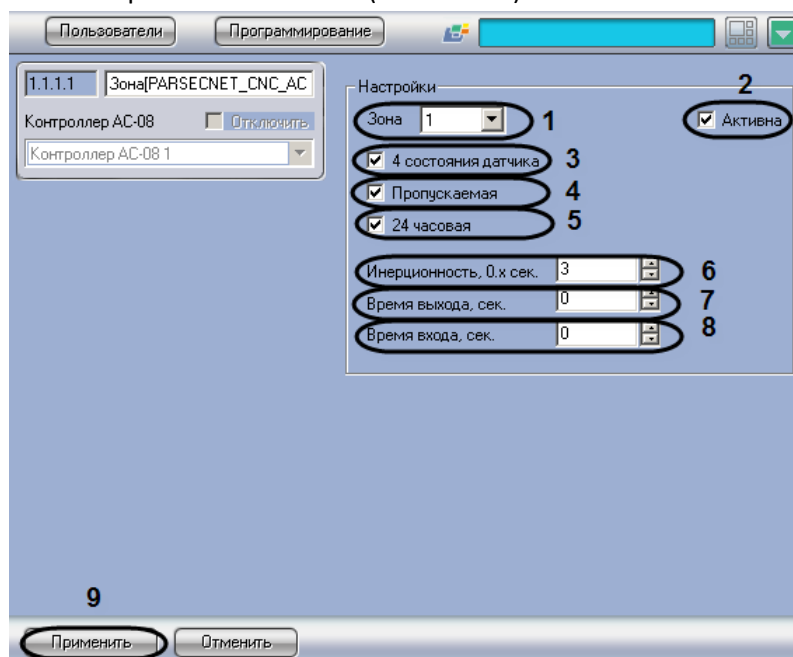 Пользователи Программирование
1.1.1.1 Зона[PARSECNET_CNC_AC
Контроллер AC-08 Отключить
Контроллер AC-08 1
Настройки
2
Зона 1 1
Активна
4 состояния датчика 3
Пропускаемая 4
24 часовая 5
Инерционность, 0.х сек. 3 6
Время выхода, сек. 0 7
Время входа, сек. 0 8
9
Применить Отменить